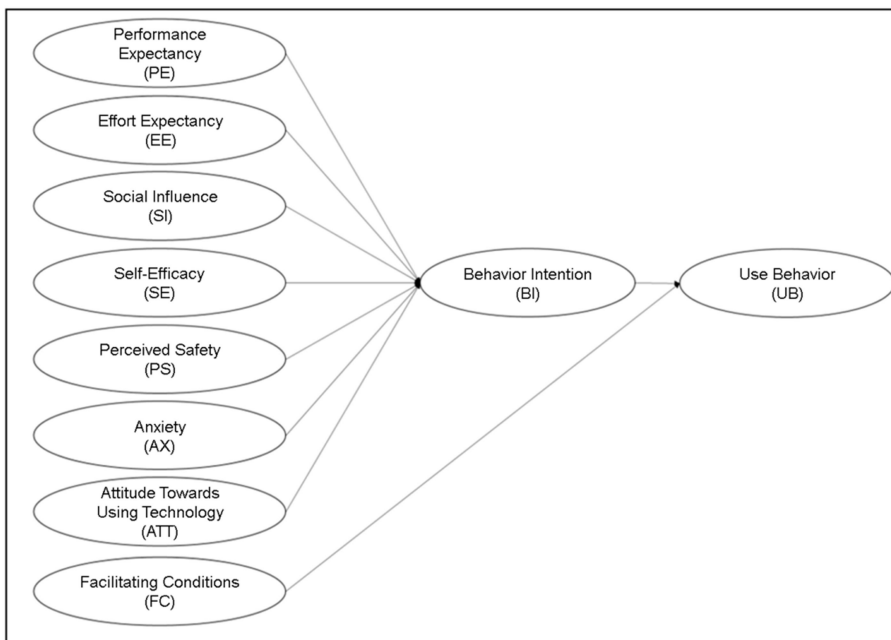 Performance
Expectancy
(PE)
Effort Expectancy
(EE)
Social Influence
(SI)
Self-Efficacy
(SE)
Perceived Safety
(PS)
Anxiety
(AX)
Attitude Towards
Using Technology
(ATT)
Facilitating Conditions
(FC)
Behavior Intention
(BI)
Use Behavior
(UB)